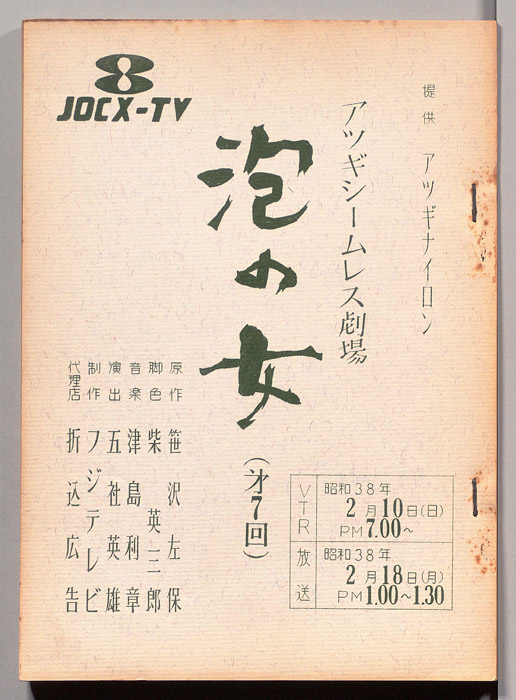 8
JOCX-TV
提供 アツギナイロン
アツギシームレス劇場
泡の女
(第7回)
VTR
昭和38年
2月10日(日)
PM7.00~
放送
昭和38年
2月18日(月)
PM1.00~1.30
原作 笹沢左保
脚色 柴英三郎
音楽 津島利章
演出 五社英雄
制作 フジテレビ
代理店 折込広告